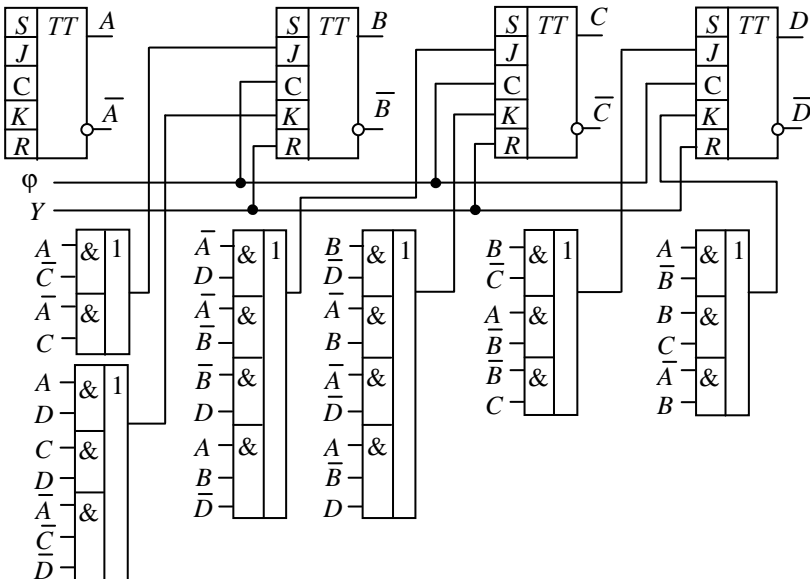 S TT A S TT B S TT C S TT D
J J J J
C C C C
K A̅ K B̅ K C̅ K D̅
R R R R
φ
Y
A & 1 A̅ & 1 B & 1 B & 1 A & 1
C̅ D D̅ C̅ B̅
A̅ & A̅ & A̅ & A & B &
C B̅ B B̅ C
A & 1 B̅ & A̅ & B̅ & A̅ &
D D D̅ C B
C & A & A &
D B B̅
A̅ & D̅ D
C̅
D̅